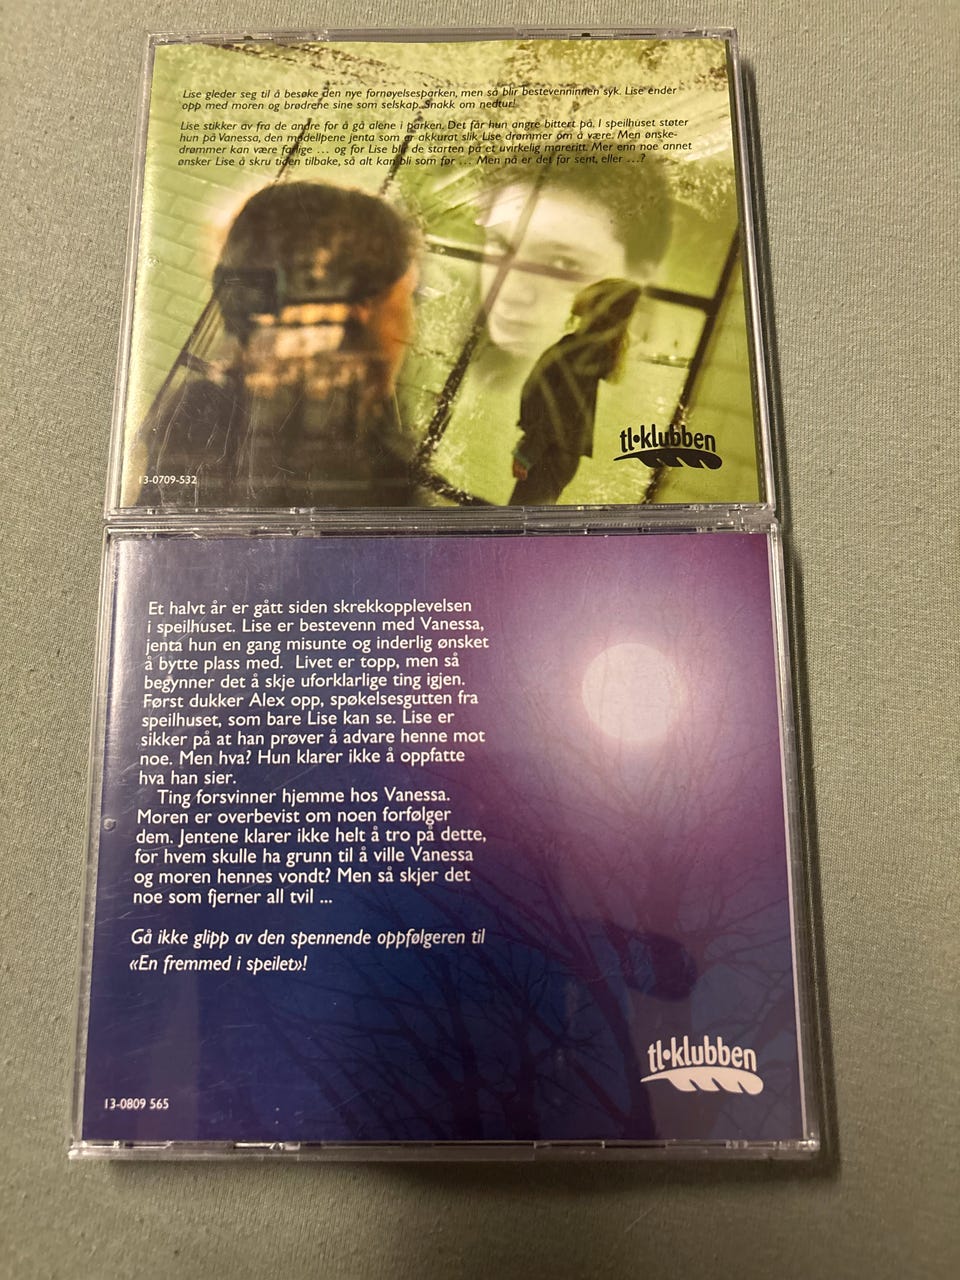 Lise gleder seg til å besøke den nye fornøyelsesparken, men så blir bestevenninnen syk. Lise ender
opp med moren og brødrene sine som selskap. Snakk om nedtur!
Lise stikker av fra de andre for å gå alene i parken. Det får hun angre bittert på. I speilhuset støter
hun på Vanessa, den modellpene jenta som er akkurat slik Lise drømmer om å være. Men ønske-
drømmer kan være farlige ... og for Lise blir de starten på et uvirkelig mareritt. Mer enn noe annet
ønsker Lise å skru tiden tilbake, så alt kan bli som før ... Men nå er det for sent, eller ...?
tl•klubben
13-0709-532
Et halvt år er gått siden skrekkopplevelsen
i speilhuset. Lise er bestevenn med Vanessa,
jenta hun en gang misunte og inderlig ønsket
å bytte plass med. Livet er topp, men så
begynner det å skje uforklarlige ting igjen.
Først dukker Alex opp, spøkelsesgutten fra
speilhuset, som bare Lise kan se. Lise er
sikker på at han prøver å advare henne mot
noe. Men hva? Hun klarer ikke å oppfatte
hva han sier.
Ting forsvinner hjemme hos Vanessa.
Moren er overbevist om noen forfølger
dem. Jentene klarer ikke helt å tro på dette,
for hvem skulle ha grunn til å ville Vanessa
og moren hennes vondt? Men så skjer det
noe som fjerner all tvil ...
Gå ikke glipp av den spennende oppfølgeren til
«En fremmed i speilet»!
tl•klubben
13-0809 565